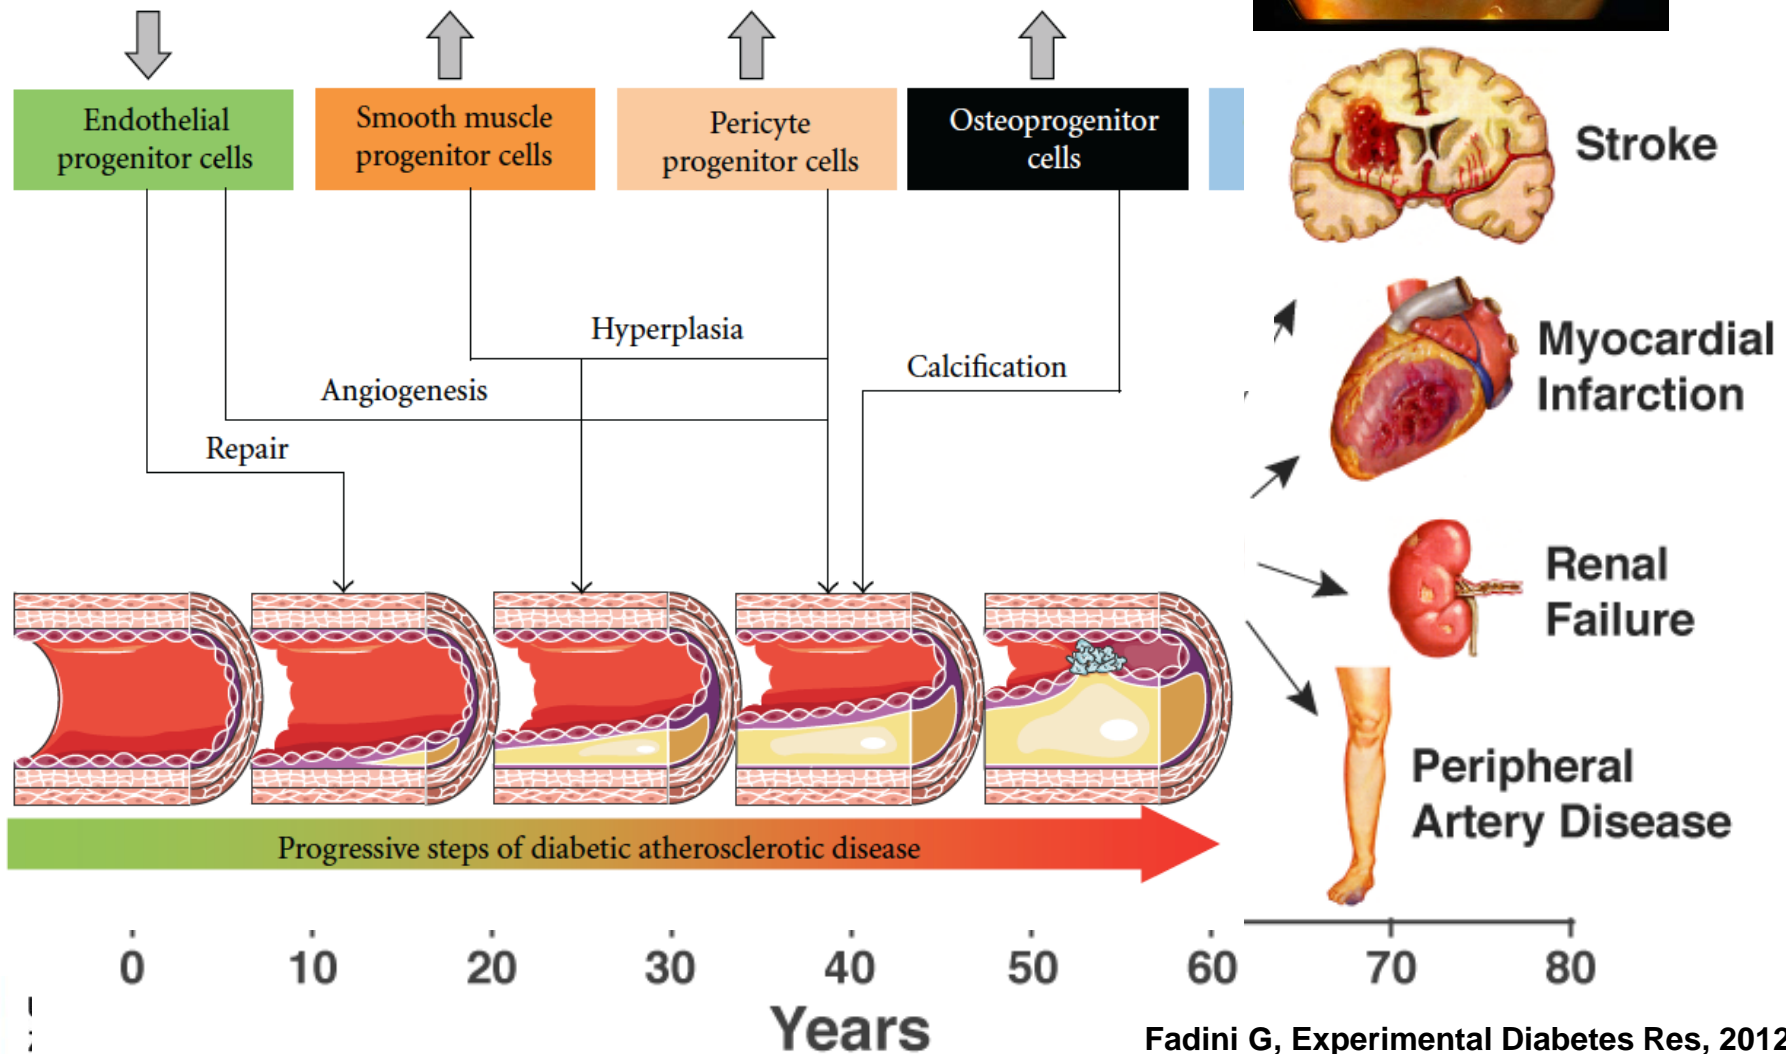 Endothelial
progenitor cells
Smooth muscle
progenitor cells
Pericyte
progenitor cells
Osteoprogenitor
cells
Stroke
Hyperplasia
Myocardial
Infarction
Calcification
Angiogenesis
Repair
Renal
Failure
Peripheral
Artery Disease
Progressive steps of diabetic atherosclerotic disease
0 10 20 30 40 50 60 70 80
Years
Fadini G, Experimental Diabetes Res, 2012